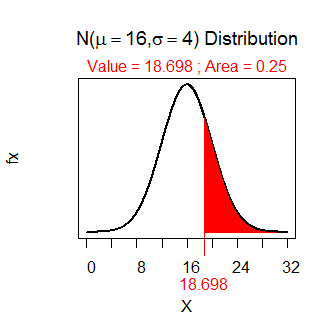 N(μ = 16,σ = 4) Distribution
Value = 18.698 ; Area = 0.25
fx
0 8 16 24 32
18.698
X